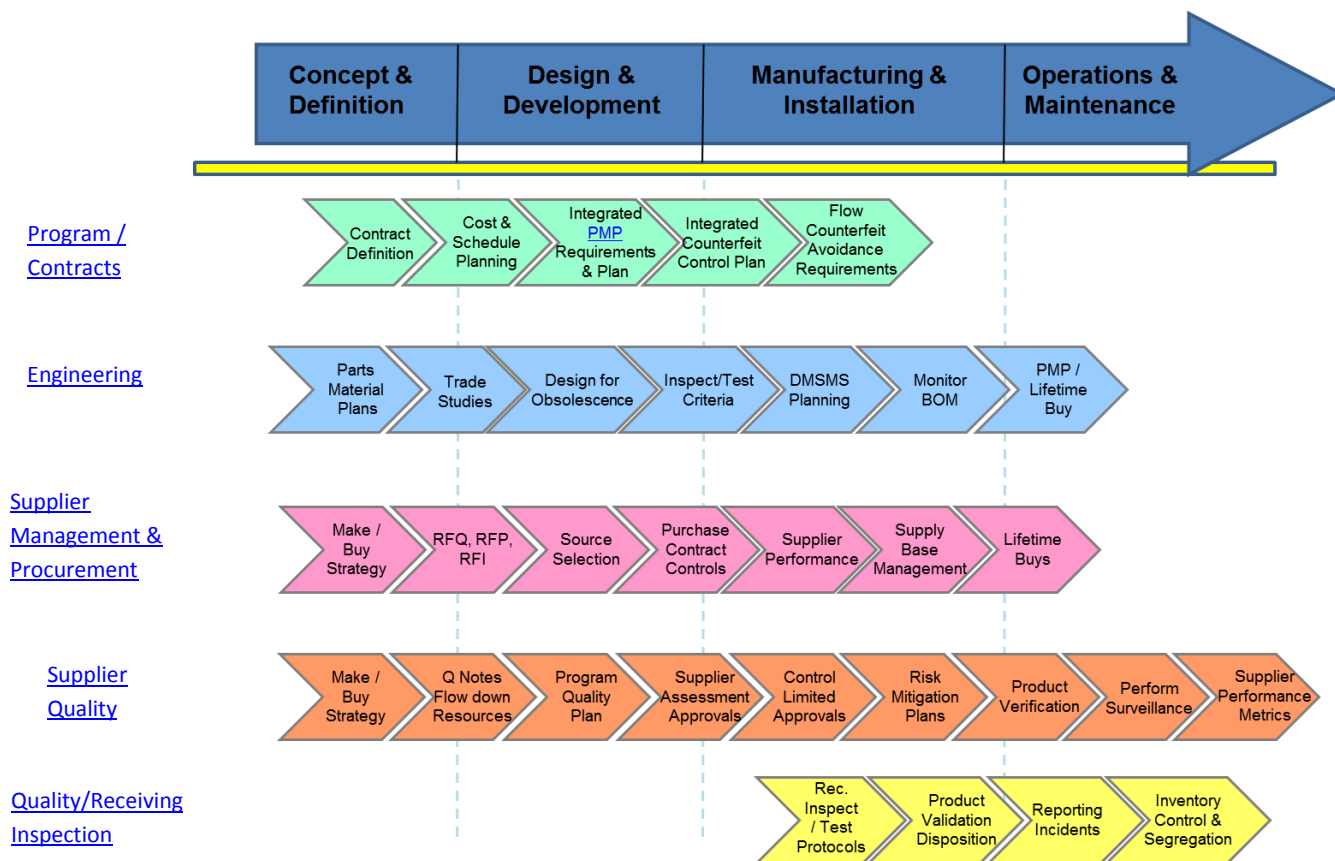 Concept &
Definition
Design &
Development
Manufacturing &
Installation
Operations &
Maintenance
Program /
Contracts
Contract
Definition
Cost &
Schedule
Planning
Integrated
PMP
Requirements
& Plan
Integrated
Counterfeit
Control Plan
Flow
Counterfeit
Avoidance
Requirements
Engineering
Parts
Material
Plans
Trade
Studies
Design for
Obsolescence
Inspect/Test
Criteria
DMSMS
Planning
Monitor
BOM
PMP /
Lifetime
Buy
Supplier
Management &
Procurement
Make /
Buy
Strategy
RFQ, RFP,
RFI
Source
Selection
Purchase
Contract
Controls
Supplier
Performance
Supply
Base
Management
Lifetime
Buys
Supplier
Quality
Make /
Buy
Strategy
Q Notes
Flow down
Resources
Program
Quality
Plan
Supplier
Assessment
Approvals
Control
Limited
Approvals
Risk
Mitigation
Plans
Product
Verification
Perform
Surveillance
Supplier
Performance
Metrics
Quality/Receiving
Inspection
Rec.
Inspect
/ Test
Protocols
Product
Validation
Disposition
Reporting
Incidents
Inventory
Control &
Segregation